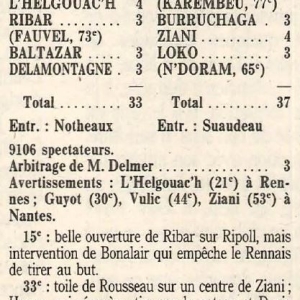 L'HELGOUAC'H 4 (KAREMBEU, 77e)
RIBAR ........... 3 BURRUCHAGA . 3
(FAUVEL, 73e) ZIANI ............ 4
BALTAZAR ...... 3 LOKO ............ 3
DELAMONTAGNE . 3 (N'DORAM, 65e)
— —
Total ......... 33 Total ......... 37
Entr. : Notheaux Entr. : Suaudeau
9106 spectateurs.
Arbitrage de M. Delmer ............... 3
Avertissements : L'Helgouac'h (21e) à Ren-
nes ; Guyot (30e), Vulic (44e), Ziani (53e) à
Nantes.
15e : belle ouverture de Ribar sur Ripoll, mais
intervention de Bonalair qui empêche le Rennais
de tirer au but.
33e : toile de Rousseau sur un centre de Ziani ;